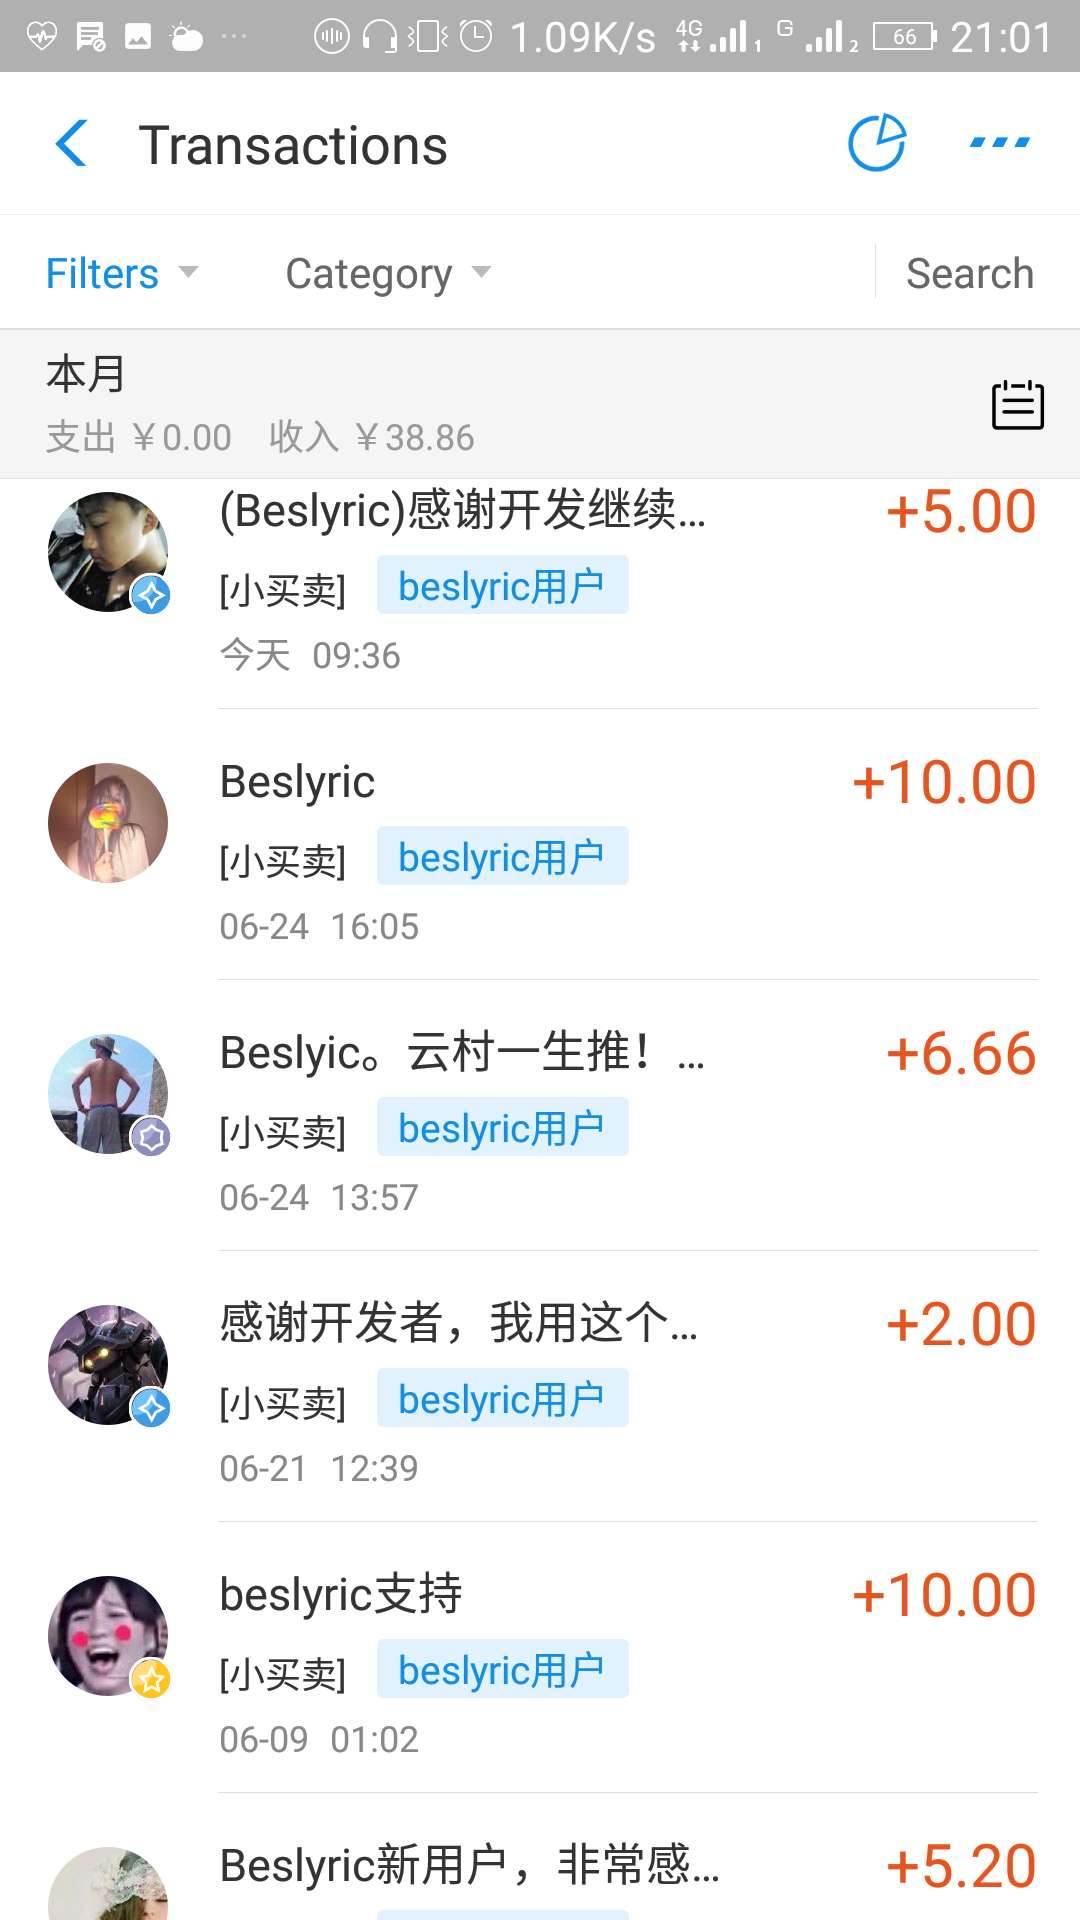 1.09K/s 4G 1 G 2 66 21:01
Transactions
Filters Category Search
本月
支出 ￥0.00 收入 ￥38.86
(Beslyric)感谢开发继续... +5.00
[小买卖] beslyric用户
今天 09:36
Beslyric +10.00
[小买卖] beslyric用户
06-24 16:05
Beslyic。云村一生推！... +6.66
[小买卖] beslyric用户
06-24 13:57
感谢开发者，我用这个... +2.00
[小买卖] beslyric用户
06-21 12:39
beslyric支持 +10.00
[小买卖] beslyric用户
06-09 01:02
Beslyric新用户，非常感... +5.20